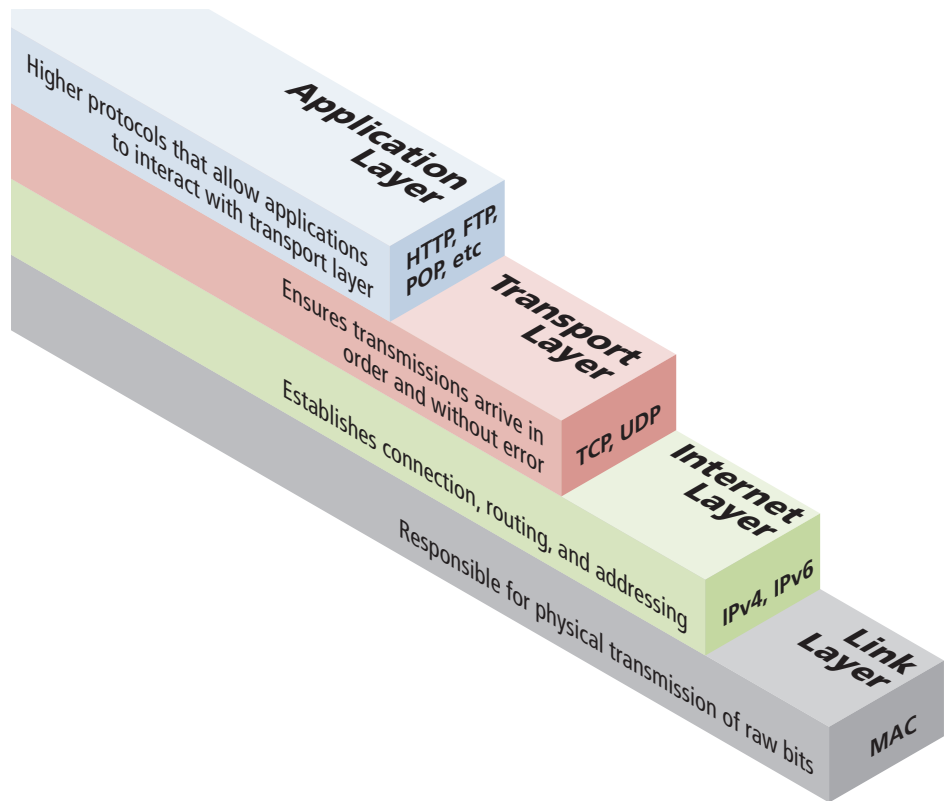 Application
Layer
Higher protocols that allow applications
to interact with transport layer
HTTP, FTP,
POP, etc
Transport
Layer
Ensures transmissions arrive in
order and without error
TCP, UDP
Internet
Layer
Establishes connection, routing, and addressing
IPv4, IPv6
Link
Layer
Responsible for physical transmission of raw bits
MAC